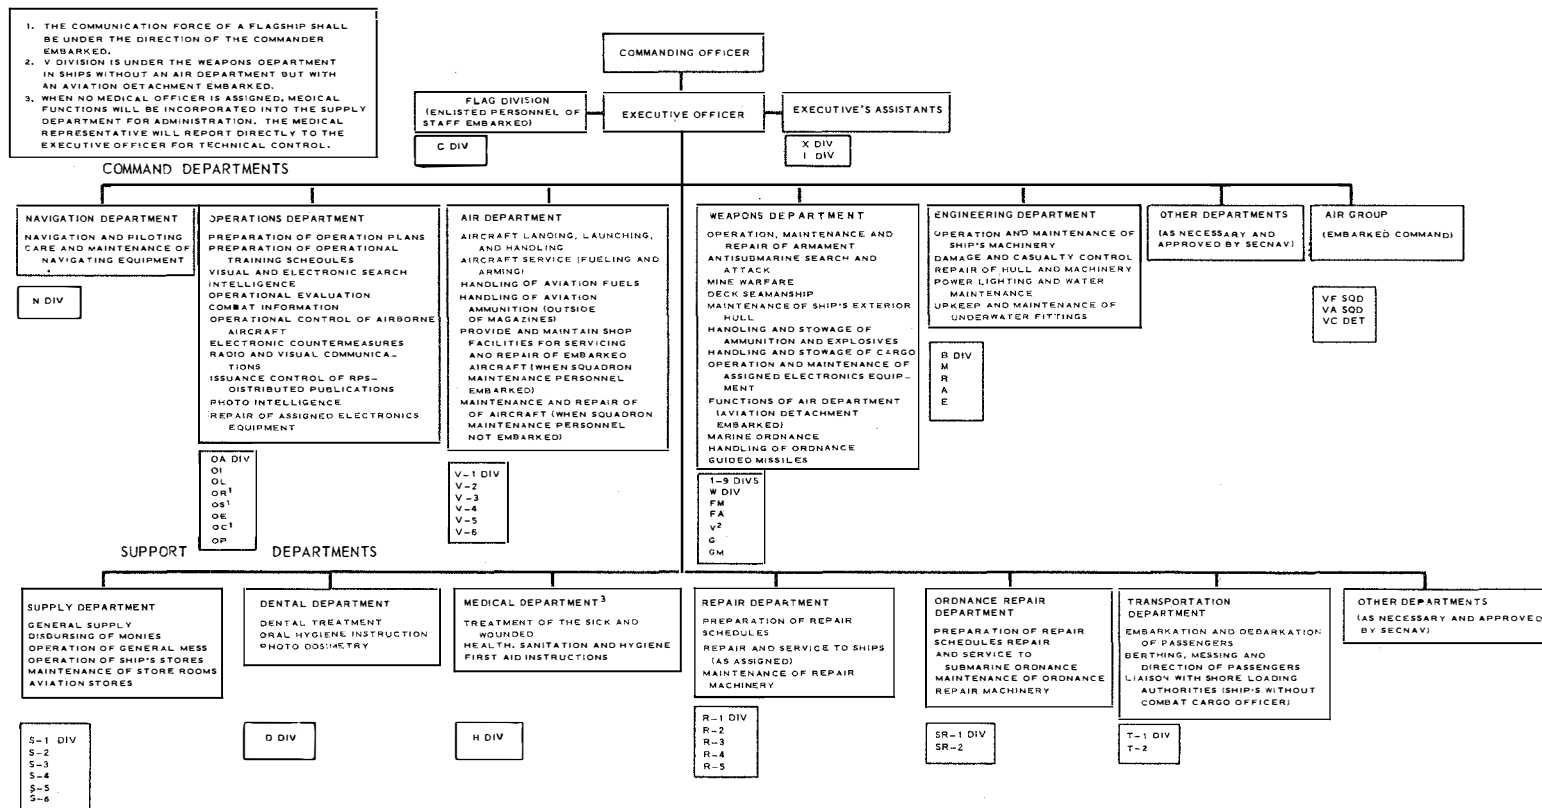 1. THE COMMUNICATION FORCE OF A FLAGSHIP SHALL
BE UNDER THE DIRECTION OF THE COMMANDER
EMBARKED.
2. V DIVISION IS UNDER THE WEAPONS DEPARTMENT
IN SHIPS WITHOUT AN AIR DEPARTMENT BUT WITH
AN AVIATION DETACHMENT EMBARKED.
3. WHEN NO MEDICAL OFFICER IS ASSIGNED, MEDICAL
FUNCTIONS WILL BE INCORPORATED INTO THE SUPPLY
DEPARTMENT FOR ADMINISTRATION. THE MEDICAL
REPRESENTATIVE WILL REPORT DIRECTLY TO THE
EXECUTIVE OFFICER FOR TECHNICAL CONTROL.
COMMANDING OFFICER
FLAG DIVISION
(ENLISTED PERSONNEL OF
STAFF EMBARKED)
C DIV
EXECUTIVE OFFICER
EXECUTIVE'S ASSISTANTS
X DIV
I DIV
COMMAND DEPARTMENTS
NAVIGATION DEPARTMENT
NAVIGATION AND PILOTING
CARE AND MAINTENANCE OF
NAVIGATING EQUIPMENT
N DIV
OPERATIONS DEPARTMENT
PREPARATION OF OPERATION PLANS
PREPARATION OF OPERATIONAL
TRAINING SCHEDULES
VISUAL AND ELECTRONIC SEARCH
INTELLIGENCE
OPERATIONAL EVALUATION
COMBAT INFORMATION
OPERATIONAL CONTROL OF AIRBORNE
AIRCRAFT
ELECTRONIC COUNTERMEASURES
RADIO AND VISUAL COMMUNICA-
TIONS
ISSUANCE CONTROL OF RPS-
DISTRIBUTED PUBLICATIONS
PHOTO INTELLIGENCE
REPAIR OF ASSIGNED ELECTRONICS
EQUIPMENT
OA DIV
OI
OL
OR¹
OS¹
OE
OC¹
OP
AIR DEPARTMENT
AIRCRAFT LANDING, LAUNCHING,
AND HANDLING
AIRCRAFT SERVICE (FUELING AND
ARMING)
HANDLING OF AVIATION FUELS
HANDLING OF AVIATION
AMMUNITION (OUTSIDE
OF MAGAZINES)
PROVIDE AND MAINTAIN SHOP
FACILITIES FOR SERVICING
AND REPAIR OF EMBARKED
AIRCRAFT (WHEN SQUADRON
MAINTENANCE PERSONNEL
EMBARKED)
MAINTENANCE AND REPAIR OF
OF AIRCRAFT (WHEN SQUADRON
MAINTENANCE PERSONNEL
NOT EMBARKED)
V-1 DIV
V-2
V-3
V-4
V-5
V-6
WEAPONS DEPARTMENT
OPERATION, MAINTENANCE AND
REPAIR OF ARMAMENT
ANTISUBMARINE SEARCH AND
ATTACK
MINE WARFARE
DECK SEAMANSHIP
MAINTENANCE OF SHIP'S EXTERIOR
HULL
HANDLING AND STOWAGE OF
AMMUNITION AND EXPLOSIVES
HANDLING AND STOWAGE OF CARGO
OPERATION AND MAINTENANCE OF
ASSIGNED ELECTRONICS EQUIP-
MENT
FUNCTIONS OF AIR DEPARTMENT
(AVIATION DETACHMENT
EMBARKED)
MARINE ORDNANCE
HANDLING OF ORDNANCE
GUIDED MISSILES
1-9 DIVS
W DIV
FM
FA
V²
G
GM
ENGINEERING DEPARTMENT
OPERATION AND MAINTENANCE OF
SHIP'S MACHINERY
DAMAGE AND CASUALTY CONTROL
REPAIR OF HULL AND MACHINERY
POWER LIGHTING AND WATER
MAINTENANCE
UPKEEP AND MAINTENANCE OF
UNDERWATER FITTINGS
B DIV
M
R
A
E
OTHER DEPARTMENTS
(AS NECESSARY AND
APPROVED BY SECNAV)
AIR GROUP
(EMBARKED COMMAND)
VF SQD
VA SQD
VC DET
SUPPORT DEPARTMENTS
SUPPLY DEPARTMENT
GENERAL SUPPLY
DISBURSING OF MONIES
OPERATION OF GENERAL MESS
OPERATION OF SHIP'S STORES
MAINTENANCE OF STORE ROOMS
AVIATION STORES
S-1 DIV
S-2
S-3
S-4
S-5
S-6
DENTAL DEPARTMENT
DENTAL TREATMENT
ORAL HYGIENE INSTRUCTION
PHOTO DOSIMETRY
D DIV
MEDICAL DEPARTMENT³
TREATMENT OF THE SICK AND
WOUNDED
HEALTH, SANITATION AND HYGIENE
FIRST AID INSTRUCTIONS
H DIV
REPAIR DEPARTMENT
PREPARATION OF REPAIR
SCHEDULES
REPAIR AND SERVICE TO SHIPS
(AS ASSIGNED)
MAINTENANCE OF REPAIR
MACHINERY
R-1 DIV
R-2
R-3
R-4
R-5
ORDNANCE REPAIR
DEPARTMENT
PREPARATION OF REPAIR
SCHEDULES REPAIR
AND SERVICE TO
SUBMARINE ORDNANCE
MAINTENANCE OF ORDNANCE
REPAIR MACHINERY
SR-1 DIV
SR-2
TRANSPORTATION
DEPARTMENT
EMBARKATION AND DEBARKATION
OF PASSENGERS
BERTHING, MESSING AND
DIRECTION OF PASSENGERS
LIAISON WITH SHORE LOADING
AUTHORITIES (SHIP'S WITHOUT
COMBAT CARGO OFFICER)
T-1 DIV
T-2
OTHER DEPARTMENTS
(AS NECESSARY AND APPROVED
BY SECNAV)